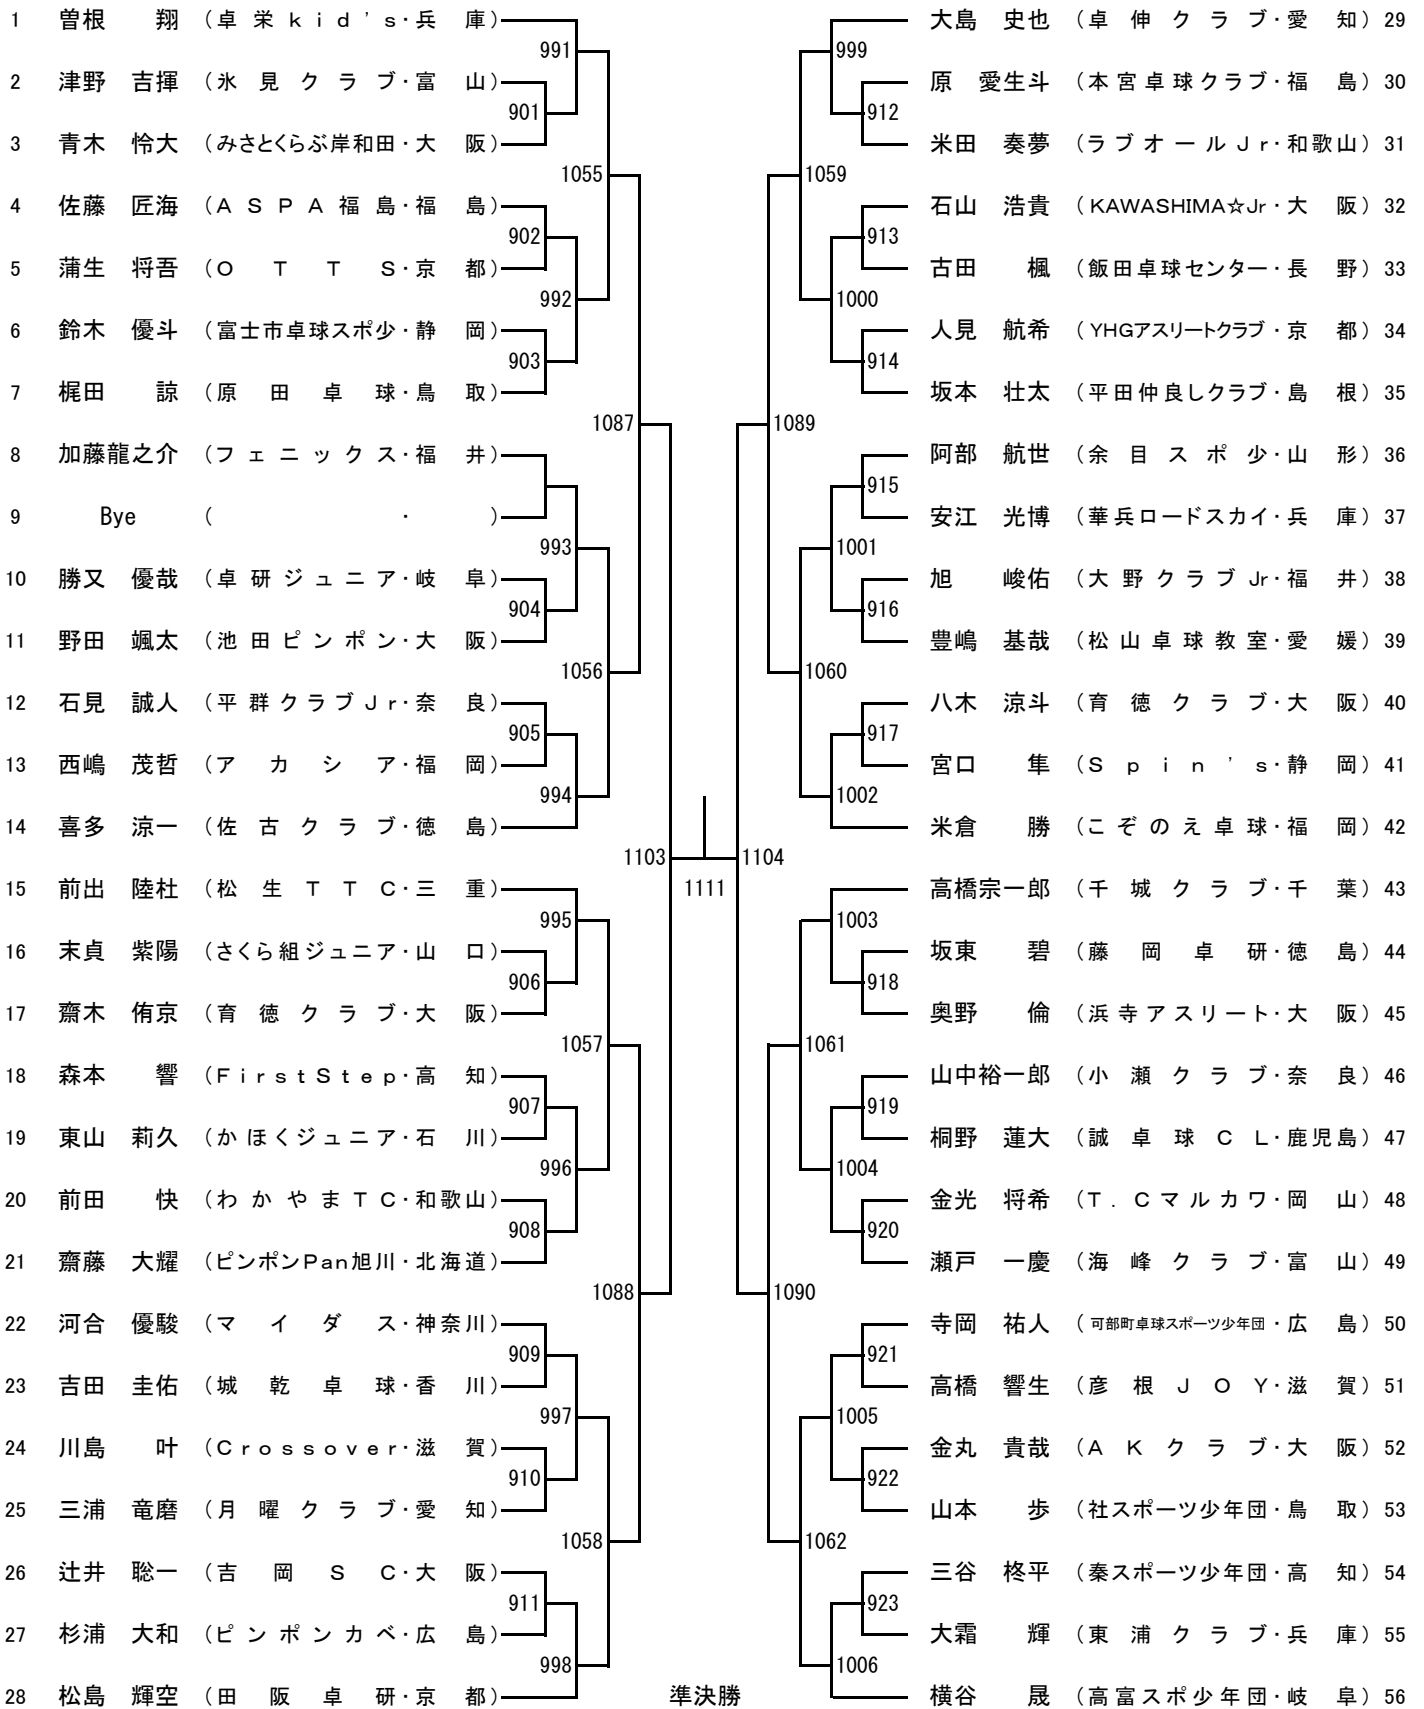 1 曽根 翔 (卓栄kid's・兵庫)
991
2 津野 吉揮 (氷見クラブ・富山)
901
3 青木 怜大 (みさとくらぶ岸和田・大阪)
1055
4 佐藤 匠海 (ASPA福島・福島)
902
5 蒲生 将吾 (OTTS・京都)
992
6 鈴木 優斗 (富士市卓球スポ少・静岡)
903
7 梶田 諒 (原田卓球・鳥取)
1087
8 加藤龍之介 (フェニックス・福井)
9 Bye ( ・ )
993
10 勝又 優哉 (卓研ジュニア・岐阜)
904
11 野田 颯太 (池田ピンポン・大阪)
1056
12 石見 誠人 (平群クラブJr・奈良)
905
13 西嶋 茂哲 (アカシア・福岡)
994
14 喜多 涼一 (佐古クラブ・徳島)
1103
15 前出 陸杜 (松生TTC・三重)
995
16 末貞 紫陽 (さくら組ジュニア・山口)
906
17 齋木 侑京 (育徳クラブ・大阪)
1057
18 森本 響 (FirstStep・高知)
907
19 東山 莉久 (かほくジュニア・石川)
996
20 前田 快 (わかやまTC・和歌山)
908
21 齋藤 大耀 (ピンポンPan旭川・北海道)
1088
22 河合 優駿 (マイダス・神奈川)
909
23 吉田 圭佑 (城乾卓球・香川)
997
24 川島 叶 (Crossover・滋賀)
910
25 三浦 竜磨 (月曜クラブ・愛知)
1058
26 辻井 聡一 (吉岡SC・大阪)
911
27 杉浦 大和 (ピンポンカベ・広島)
998
28 松島 輝空 (田阪卓研・京都)
1111
準決勝
大島 史也 (卓伸クラブ・愛知) 29
999
原 愛生斗 (本宮卓球クラブ・福島) 30
912
米田 奏夢 (ラブオールJr・和歌山) 31
1059
石山 浩貴 (KAWASHIMA☆Jr・大阪) 32
913
古田 楓 (飯田卓球センター・長野) 33
1000
人見 航希 (YHGアスリートクラブ・京都) 34
914
坂本 壮太 (平田仲良しクラブ・島根) 35
1089
阿部 航世 (余目スポ少・山形) 36
915
安江 光博 (華兵ロードスカイ・兵庫) 37
1001
旭 峻佑 (大野クラブJr・福井) 38
916
豊嶋 基哉 (松山卓球教室・愛媛) 39
1060
八木 涼斗 (育徳クラブ・大阪) 40
917
宮口 隼 (Spin's・静岡) 41
1002
米倉 勝 (こぞのえ卓球・福岡) 42
1104
高橋宗一郎 (千城クラブ・千葉) 43
1003
坂東 碧 (藤岡卓研・徳島) 44
918
奥野 倫 (浜寺アスリート・大阪) 45
1061
山中裕一郎 (小瀬クラブ・奈良) 46
919
桐野 蓮大 (誠卓球CL・鹿児島) 47
1004
金光 将希 (T.Cマルカワ・岡山) 48
920
瀬戸 一慶 (海峰クラブ・富山) 49
1090
寺岡 祐人 (可部町卓球スポーツ少年団・広島) 50
921
高橋 響生 (彦根JOY・滋賀) 51
1005
金丸 貴哉 (AKクラブ・大阪) 52
922
山本 歩 (社スポーツ少年団・鳥取) 53
1062
三谷 柊平 (秦スポーツ少年団・高知) 54
923
大霜 輝 (東浦クラブ・兵庫) 55
1006
横谷 晟 (高富スポ少年団・岐阜) 56